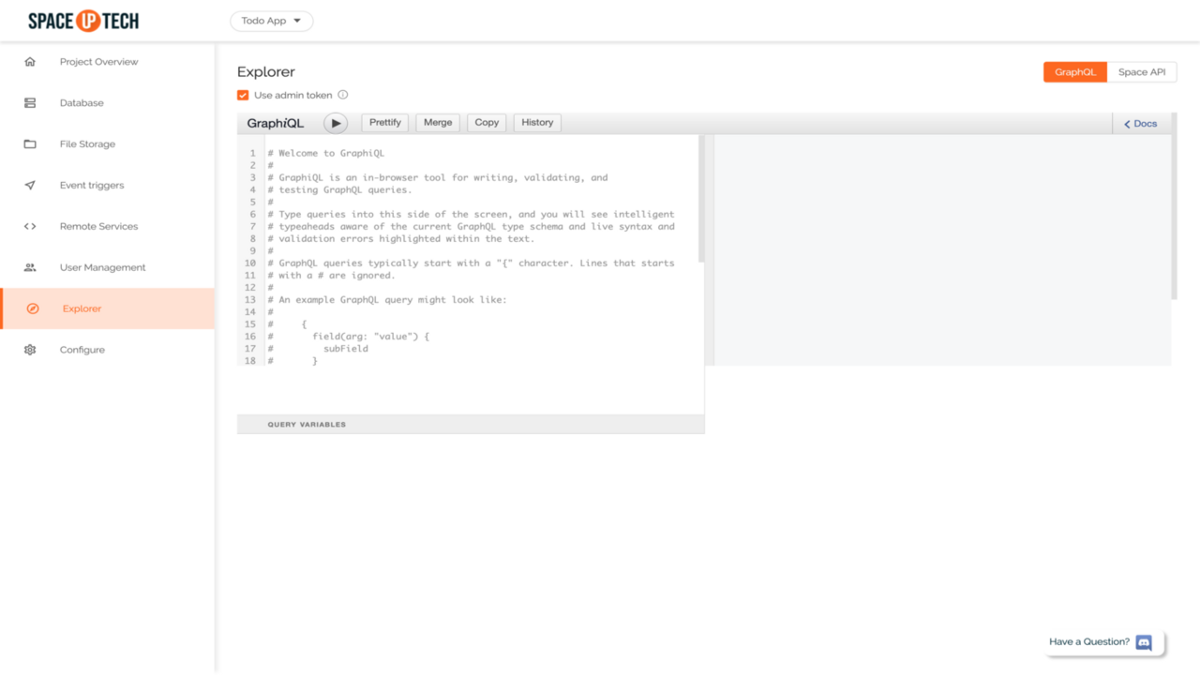 SPACE UP TECH
Todo App
Project Overview
Database
File Storage
Event triggers
Remote Services
User Management
Explorer
Configure
Explorer
GraphQL
Space API
Use admin token
GraphiQL
Prettify
Merge
Copy
History
Docs
1 # Welcome to GraphiQL
2 #
3 # GraphiQL is an in-browser tool for writing, validating, and
4 # testing GraphQL queries.
5 #
6 # Type queries into this side of the screen, and you will see intelligent
7 # typeaheads aware of the current GraphQL type schema and live syntax and
8 # validation errors highlighted within the text.
9 #
10 # GraphQL queries typically start with a "{" character. Lines that starts
11 # with a # are ignored.
12 #
13 # An example GraphQL query might look like:
14 #
15 #     {
16 #       field(arg: "value") {
17 #         subField
18 #       }
QUERY VARIABLES
Have a Question?